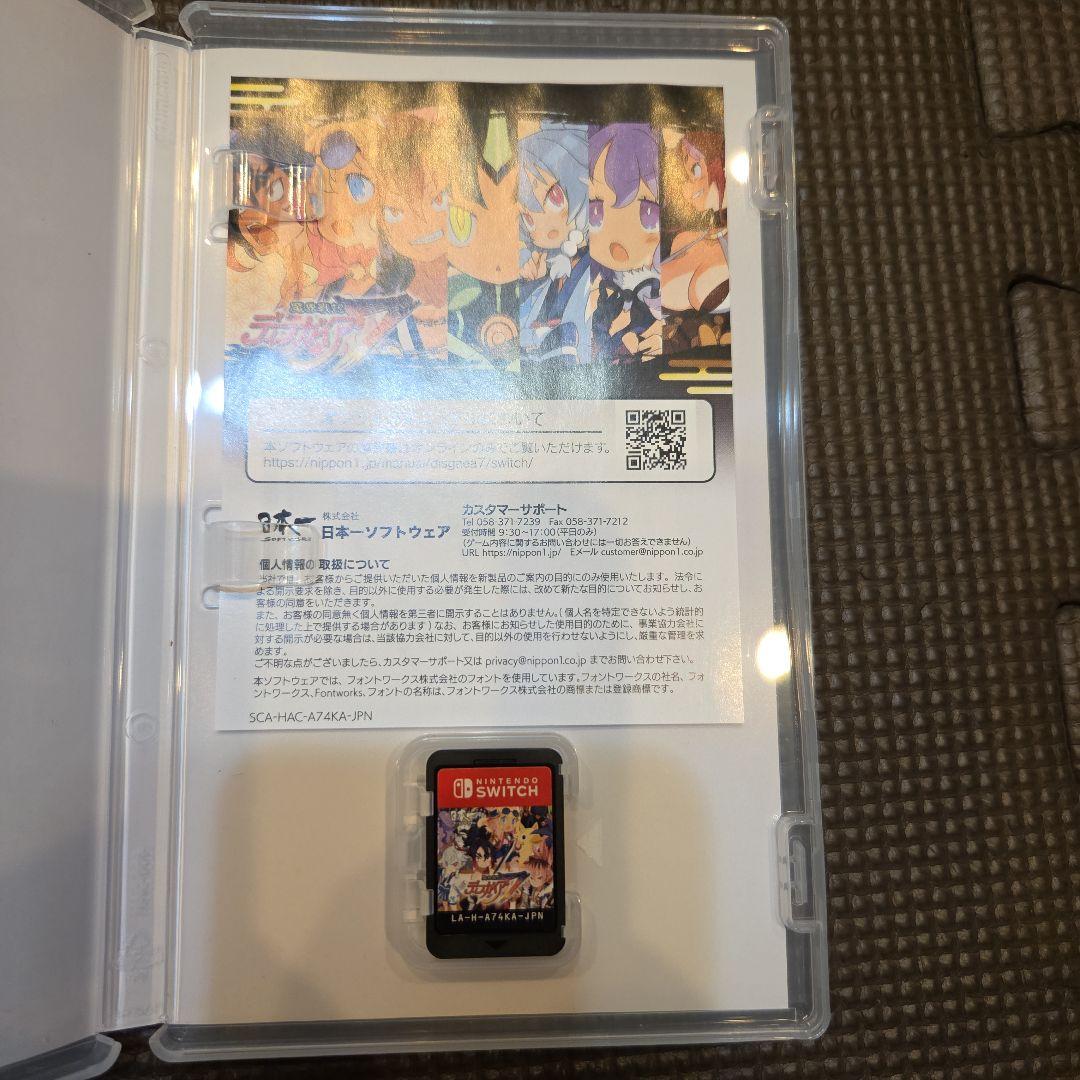 ディスガイア7
いて
本ソフトウェアの
オンラインのみでご覧いただけます。
https://nippon1.jp/manual/disgaea7/switch/
日本一
SOFTWARE
株式会社
日本一ソフトウェア
カスタマーサポート
Tel 058-371-7239 Fax 058-371-7212
受付時間 9:30~17:00(平日のみ)
(ゲーム内容に関するお問い合わせには一切お答えできません)
URL https://nippon1.jp/ Eメール customer@nippon1.co.jp
個人情報の取扱について
当社では、お客様からご提供いただいた個人情報を新製品のご案内の目的にのみ使用いたします。法令に
よる開示要求を除き、目的以外に使用する必要が発生した際には、改めて新たな目的についてお知らせし、お
客様の同意をいただきます。
また、お客様の同意無く個人情報を第三者に開示することはありません。(個人名を特定できないよう統計的
に処理した上で提供する場合があります)なお、お客様にお知らせした使用目的のために、事業協力会社に
対する開示が必要な場合は、当該協力会社に対して、目的以外の使用を行わせないようにし、厳重な管理を求
めます。
ご不明な点がございましたら、カスタマーサポート又は privacy@nippon1.co.jp までお問い合わせ下さい。
本ソフトウェアでは、フォントワークス株式会社のフォントを使用しています。フォントワークスの社名、フォ
ントワークス、Fontworks、フォントの名称は、フォントワークス株式会社の商標または登録商標です。
SCA-HAC-A74KA-JPN
NINTENDO
SWITCH
日本一
ディスガイア7
LA-H-A74KA-JPN